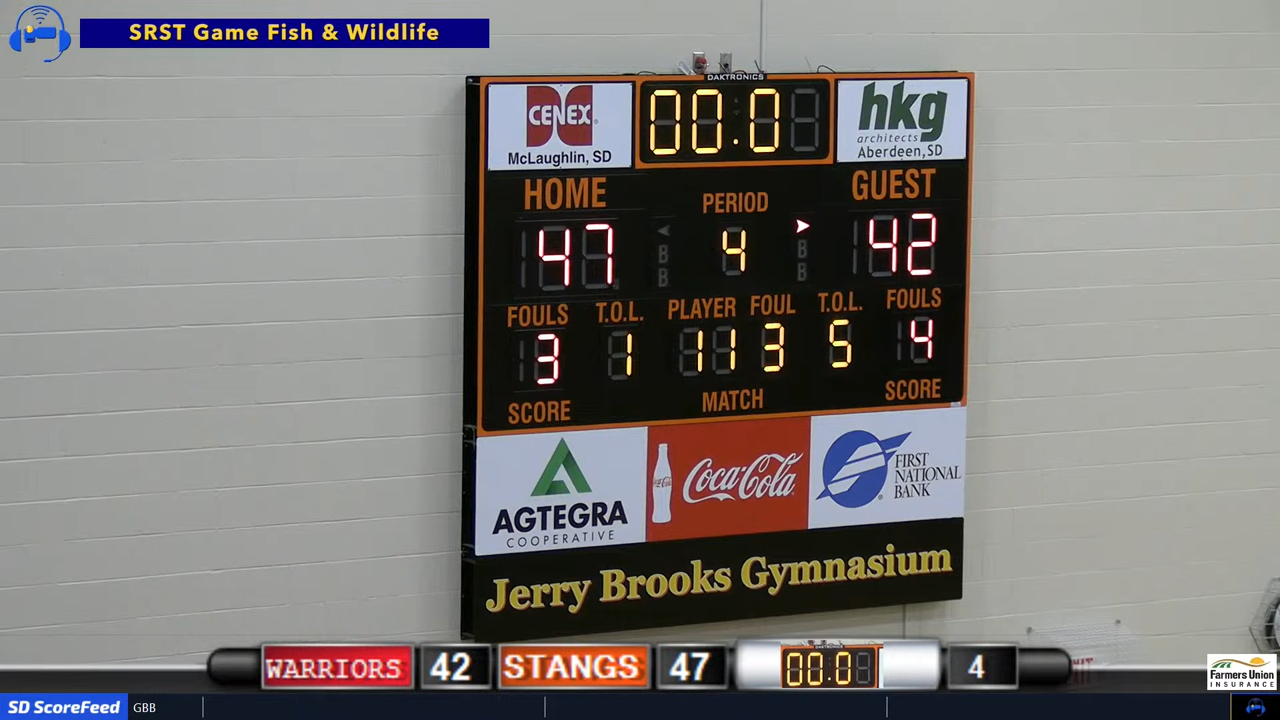 SRST Game Fish & Wildlife
DAKTRONICS
CENEX
McLaughlin, SD
00.0
hkg
architects
Aberdeen, SD
HOME
PERIOD
GUEST
47
4
42
B
B
B
B
FOULS
T.O.L.
PLAYER
FOUL
T.O.L.
FOULS
3
1
11
3
5
4
SCORE
MATCH
SCORE
AGTEGRA
COOPERATIVE
Coca-Cola
FIRST
NATIONAL
BANK
Jerry Brooks Gymnasium
WARRIORS 42 STANGS 47 00.0 4
Farmers Union
INSURANCE
SD ScoreFeed GBB